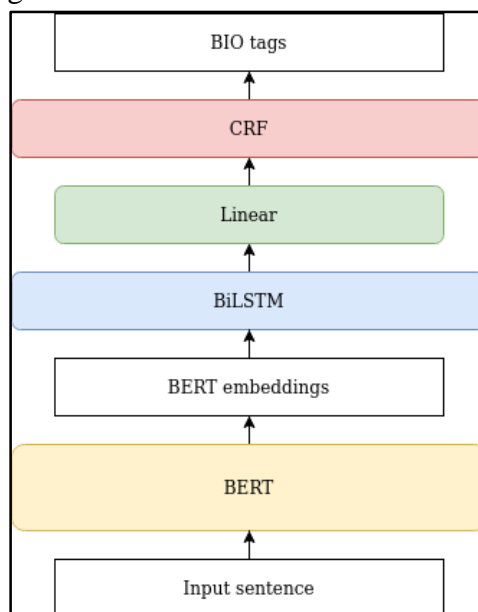 BIO tags
CRF
Linear
BiLSTM
BERT embeddings
BERT
Input sentence